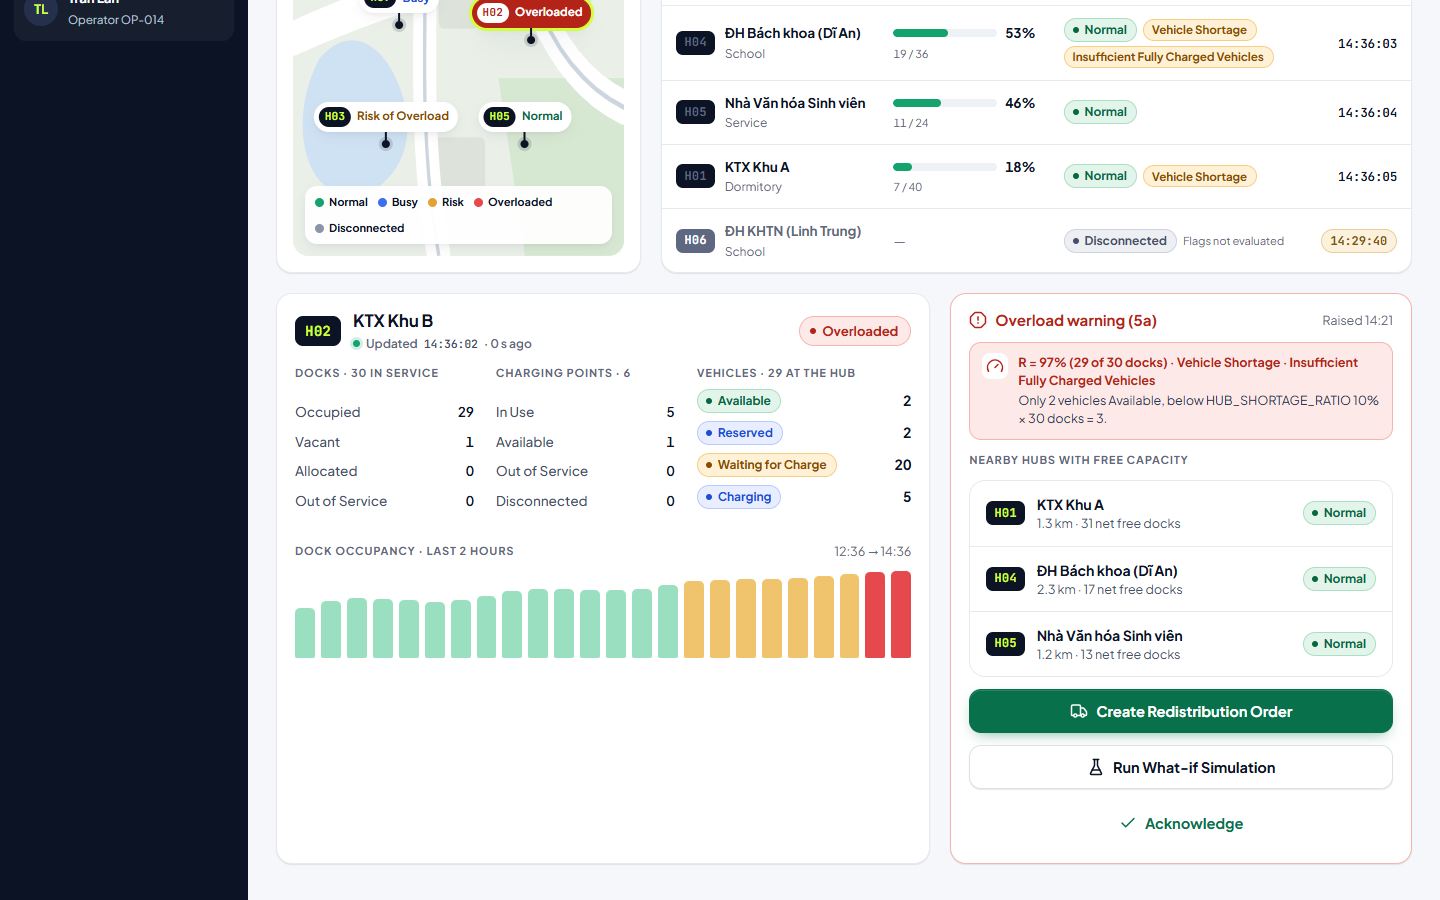 TL
Operator OP-014
H02 Overloaded
H03 Risk of Overload
H05 Normal
Normal Busy Risk Overloaded
Disconnected
H04 ĐH Bách khoa (Dĩ An) 53% Normal Vehicle Shortage 14:36:03
School 19 / 36 Insufficient Fully Charged Vehicles
H05 Nhà Văn hóa Sinh viên 46% Normal 14:36:04
Service 11 / 24
H01 KTX Khu A 18% Normal Vehicle Shortage 14:36:05
Dormitory 7 / 40
H06 ĐH KHTN (Linh Trung) — Disconnected Flags not evaluated 14:29:40
School
H02 KTX Khu B Overloaded
Updated 14:36:02 · 0 s ago
DOCKS · 30 IN SERVICE
Occupied 29
Vacant 1
Allocated 0
Out of Service 0
CHARGING POINTS · 6
In Use 5
Available 1
Out of Service 0
Disconnected 0
VEHICLES · 29 AT THE HUB
Available 2
Reserved 2
Waiting for Charge 20
Charging 5
DOCK OCCUPANCY · LAST 2 HOURS 12:36 → 14:36
Overload warning (5a) Raised 14:21
R = 97% (29 of 30 docks) · Vehicle Shortage · Insufficient
Fully Charged Vehicles
Only 2 vehicles Available, below HUB_SHORTAGE_RATIO 10%
× 30 docks = 3.
NEARBY HUBS WITH FREE CAPACITY
H01 KTX Khu A Normal
1.3 km · 31 net free docks
H04 ĐH Bách khoa (Dĩ An) Normal
2.3 km · 17 net free docks
H05 Nhà Văn hóa Sinh viên Normal
1.2 km · 13 net free docks
Create Redistribution Order
Run What-if Simulation
Acknowledge